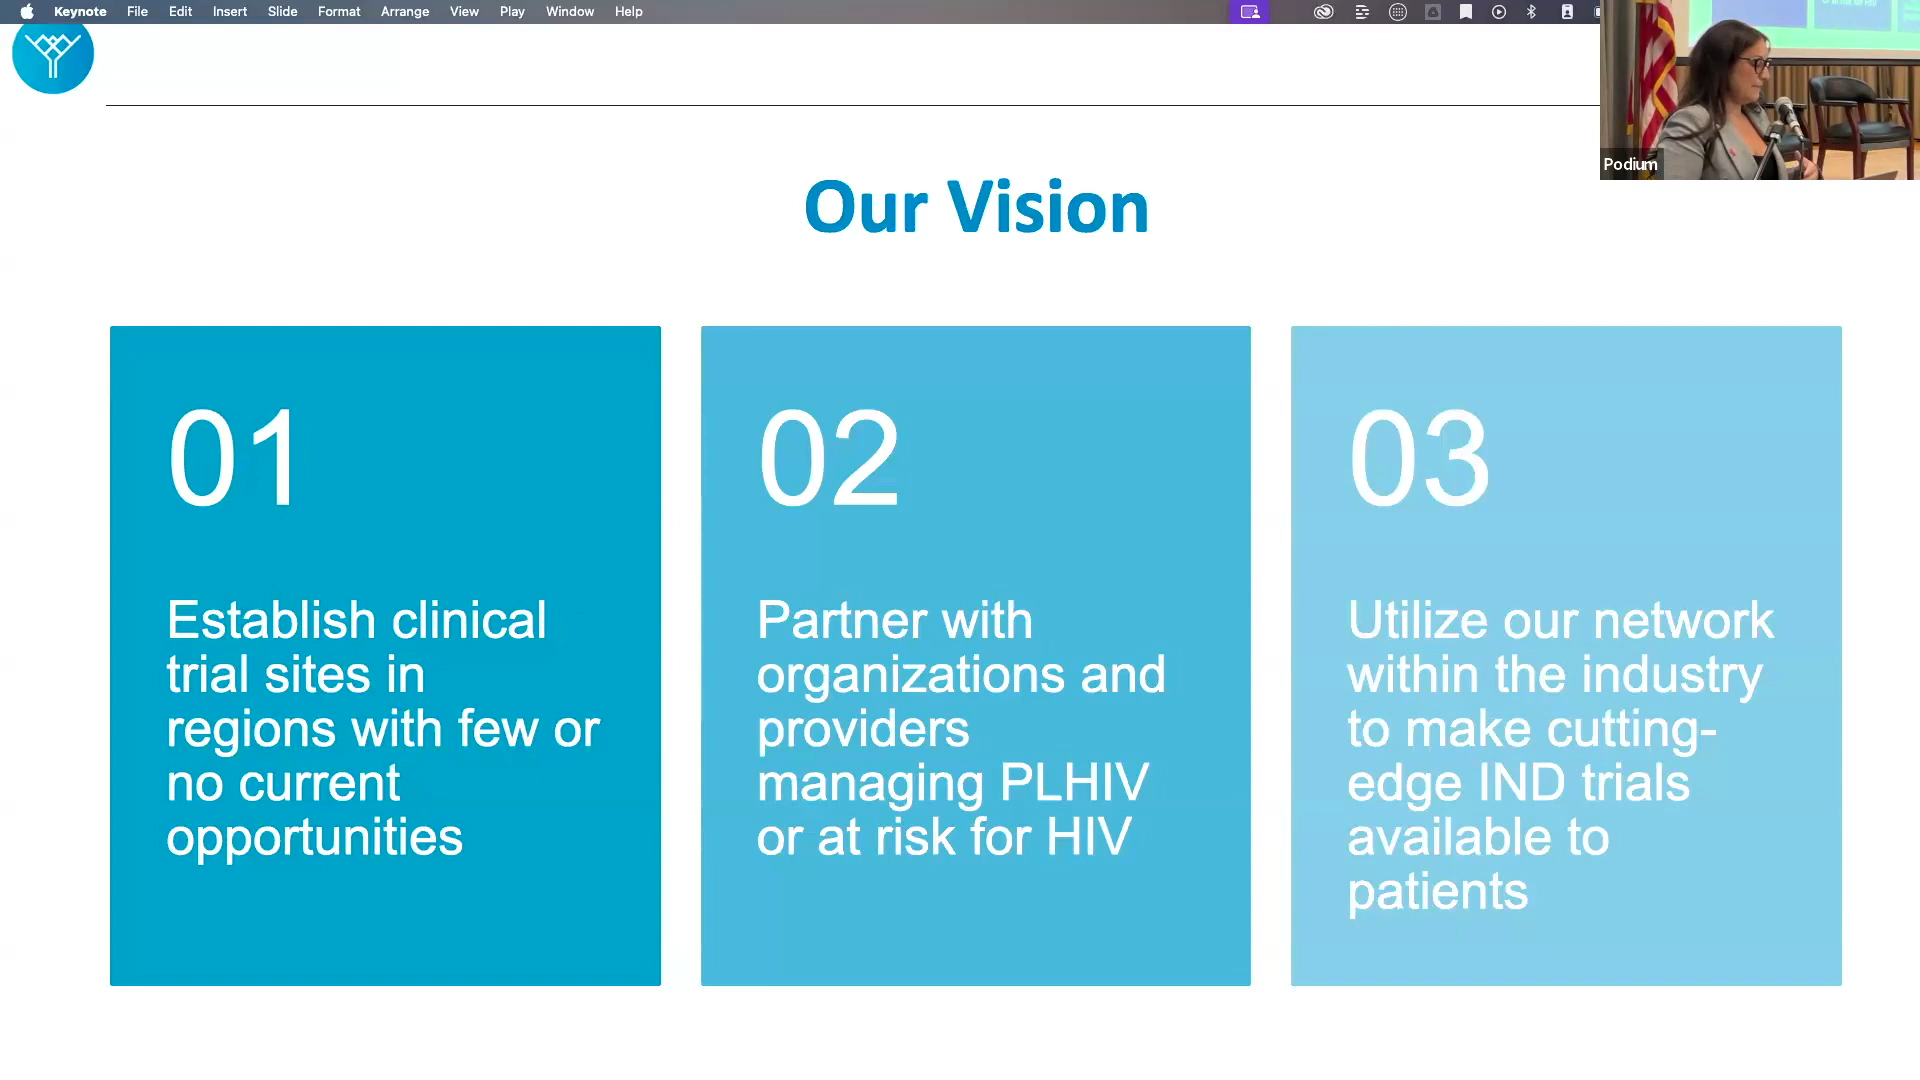 Keynote File Edit Insert Slide Format Arrange View Play Window Help
Podium
Our Vision
01
Establish clinical
trial sites in
regions with few or
no current
opportunities
02
Partner with
organizations and
providers
managing PLHIV
or at risk for HIV
03
Utilize our network
within the industry
to make cutting-
edge IND trials
available to
patients